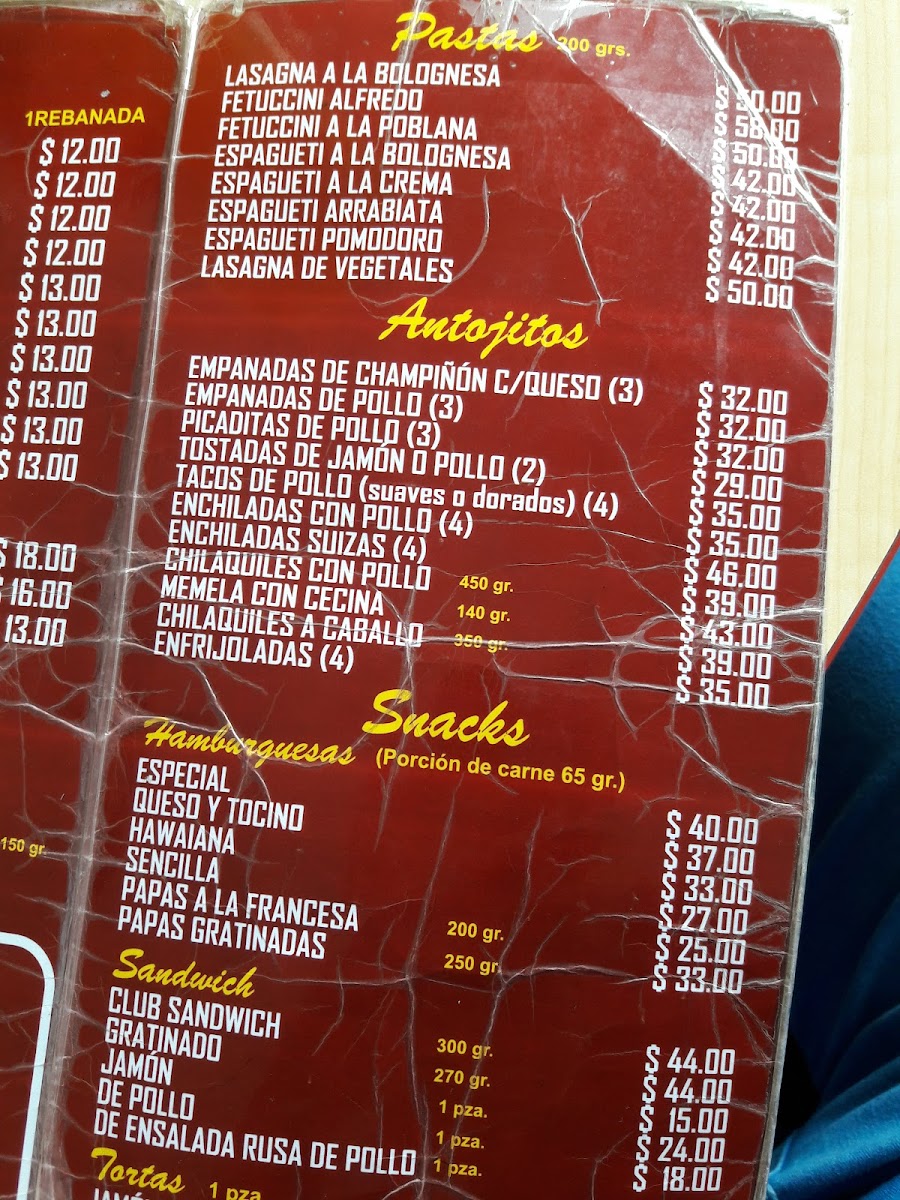 1REBANADA
$ 12.00
$ 12.00
$ 12.00
$ 12.00
$ 13.00
$ 13.00
$ 13.00
$ 13.00
$ 13.00
$ 13.00
$ 18.00
$ 16.00
13.00
150 gr.
Pastas 200 grs.
LASAGNA A LA BOLOGNESA $ 50.00
FETUCCINI ALFREDO $ 58.00
FETUCCINI A LA POBLANA $ 50.00
ESPAGUETI A LA BOLOGNESA $ 42.00
ESPAGUETI A LA CREMA $ 42.00
ESPAGUETI ARRABIATA $ 42.00
ESPAGUETI POMODORO $ 42.00
LASAGNA DE VEGETALES $ 50.00
Antojitos
EMPANADAS DE CHAMPIÑÓN C/QUESO (3) $ 32.00
EMPANADAS DE POLLO (3) $ 32.00
PICADITAS DE POLLO (3) $ 32.00
TOSTADAS DE JAMÓN O POLLO (2) $ 29.00
TACOS DE POLLO (suaves o dorados) (4) $ 35.00
ENCHILADAS CON POLLO (4) $ 35.00
ENCHILADAS SUIZAS (4) $ 46.00
CHILAQUILES CON POLLO 450 gr. $ 39.00
MEMELA CON CECINA 140 gr. $ 43.00
CHILAQUILES A CABALLO 350 gr. $ 39.00
ENFRIJOLADAS (4) $ 35.00
Snacks
Hamburguesas (Porción de carne 65 gr.)
ESPECIAL $ 40.00
QUESO Y TOCINO $ 37.00
HAWAIANA $ 33.00
SENCILLA $ 27.00
PAPAS A LA FRANCESA 200 gr. $ 25.00
PAPAS GRATINADAS 250 gr. $ 33.00
Sandwich
CLUB SANDWICH 300 gr. $ 44.00
GRATINADO 270 gr. $ 44.00
JAMÓN 1 pza. $ 15.00
DE POLLO 1 pza. $ 24.00
DE ENSALADA RUSA DE POLLO 1 pza. $ 18.00
Tortas 1 pza